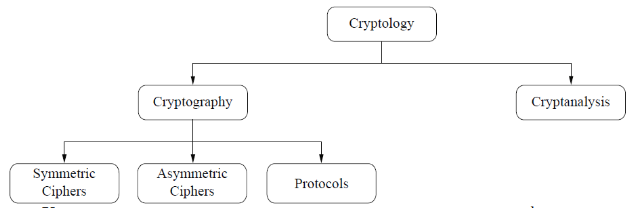 Cryptology
Cryptography
Cryptanalysis
Symmetric
Ciphers
Asymmetric
Ciphers
Protocols